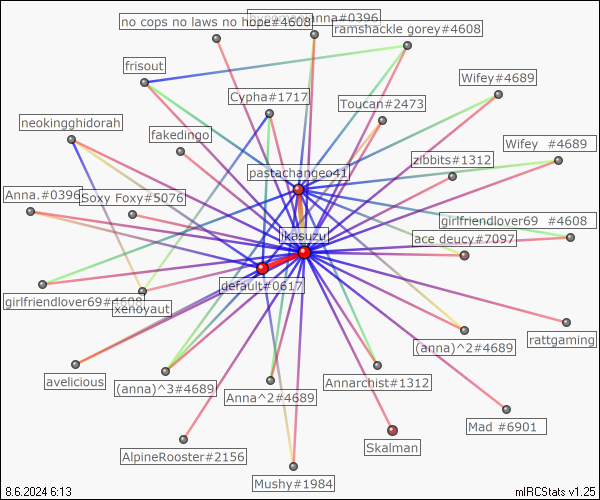 no cops no laws no hope#4608
anna#0396
ramshackle gorey#4608
frisout
Wifey#4689
Cypha#1717
Toucan#2473
neokingghidorah
fakedingo
Wifey #4689
zibbits#1312
pastachangeo41
Anna.#0396
Soxy Foxy#5076
girlfriendlover69 #4608
jkasuzu
ace deucy#7097
default#0617
girlfriendlover69#4608
xenoyaut
rattgaming
(anna)^2#4689
avelicious
(anna)^3#4689
Annarchist#1312
Anna^2#4689
Mad #6901
Skalman
AlpineRooster#2156
Mushy#1984
8.6.2024 6:13
mIRCStats v1.25